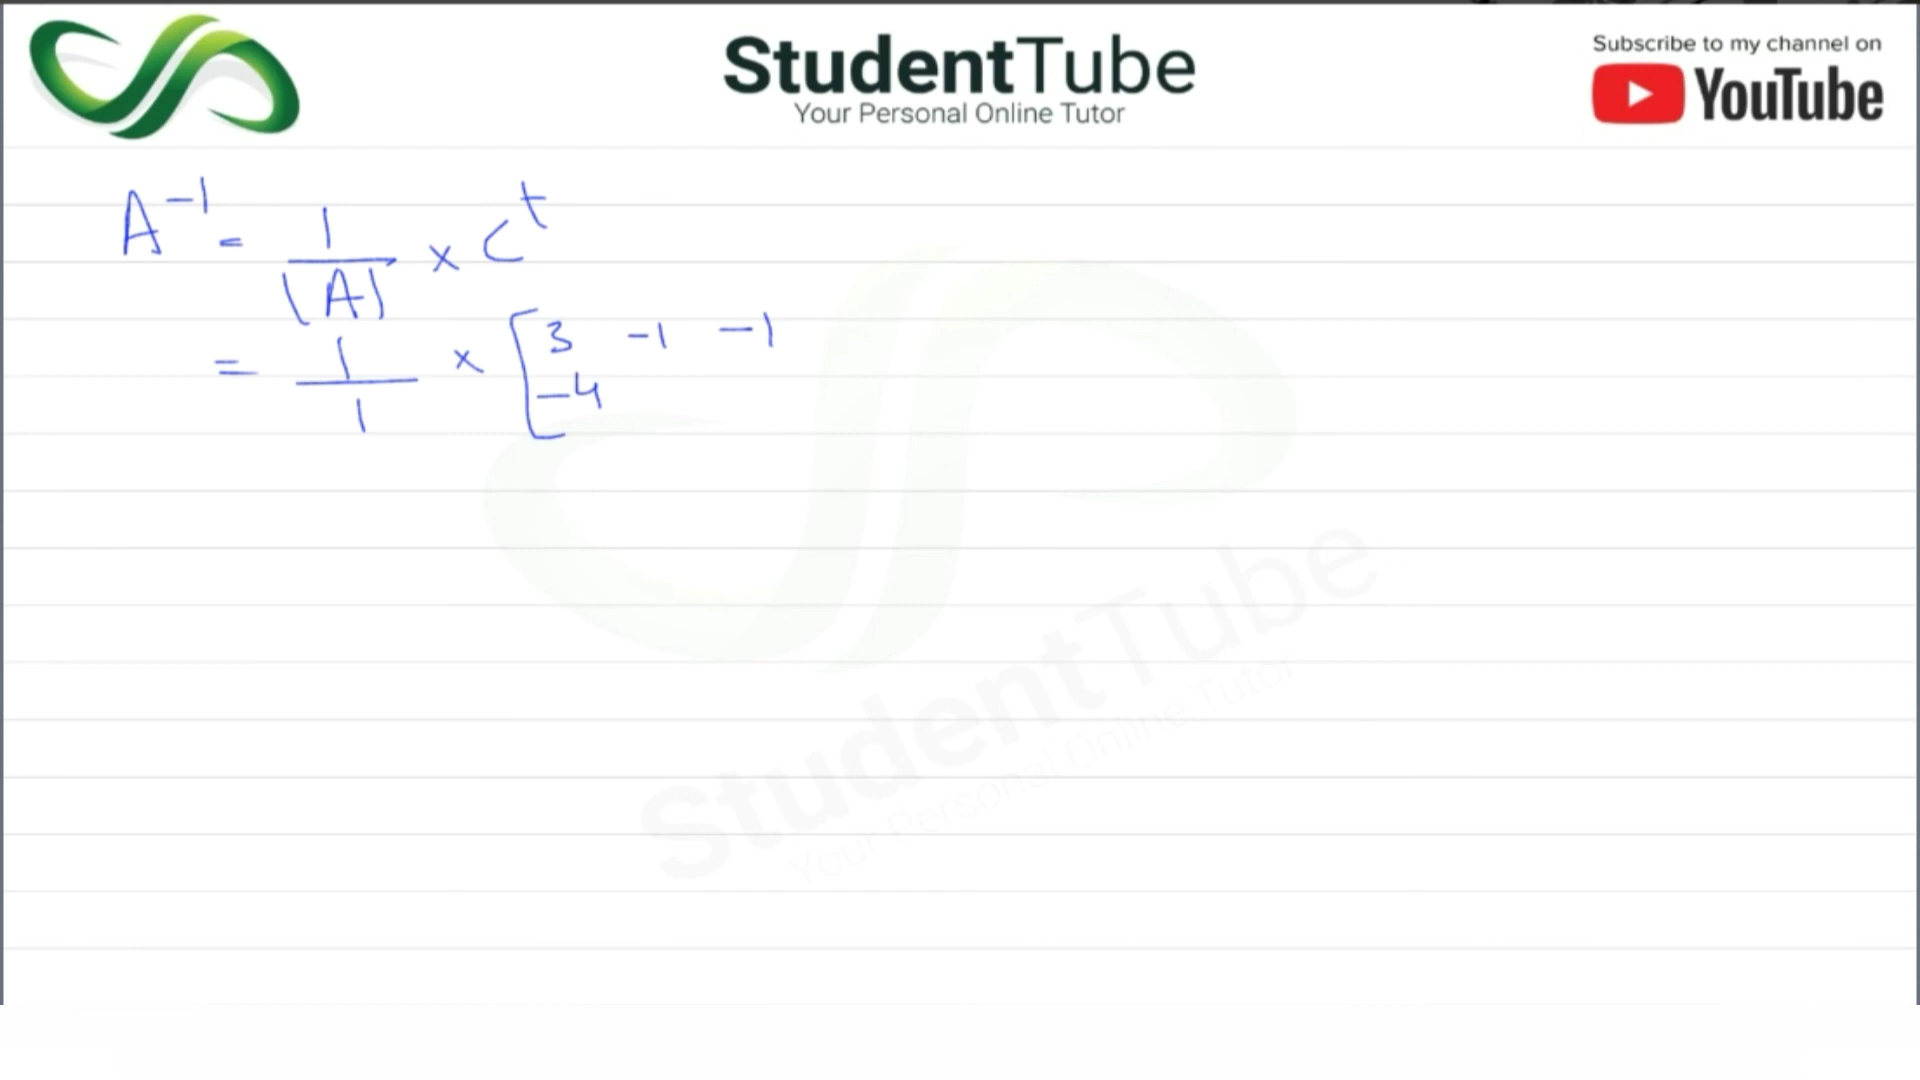 StudentTube
Your Personal Online Tutor
Subscribe to my channel on
YouTube
A⁻¹ = 1/|A| × Cᵗ
= 1/1 × [3 -1 -1
-4
StudentTube
Your Personal Online Tutor